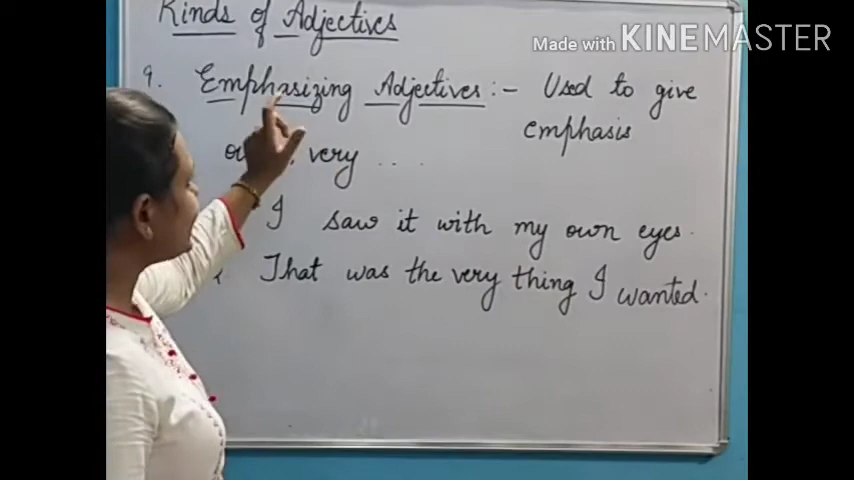 Kinds of Adjectives
Made with KINEMASTER
9. Emphasizing Adjectives :- Used to give
emphasis
very ....
I saw it with my own eyes.
That was the very thing I wanted.